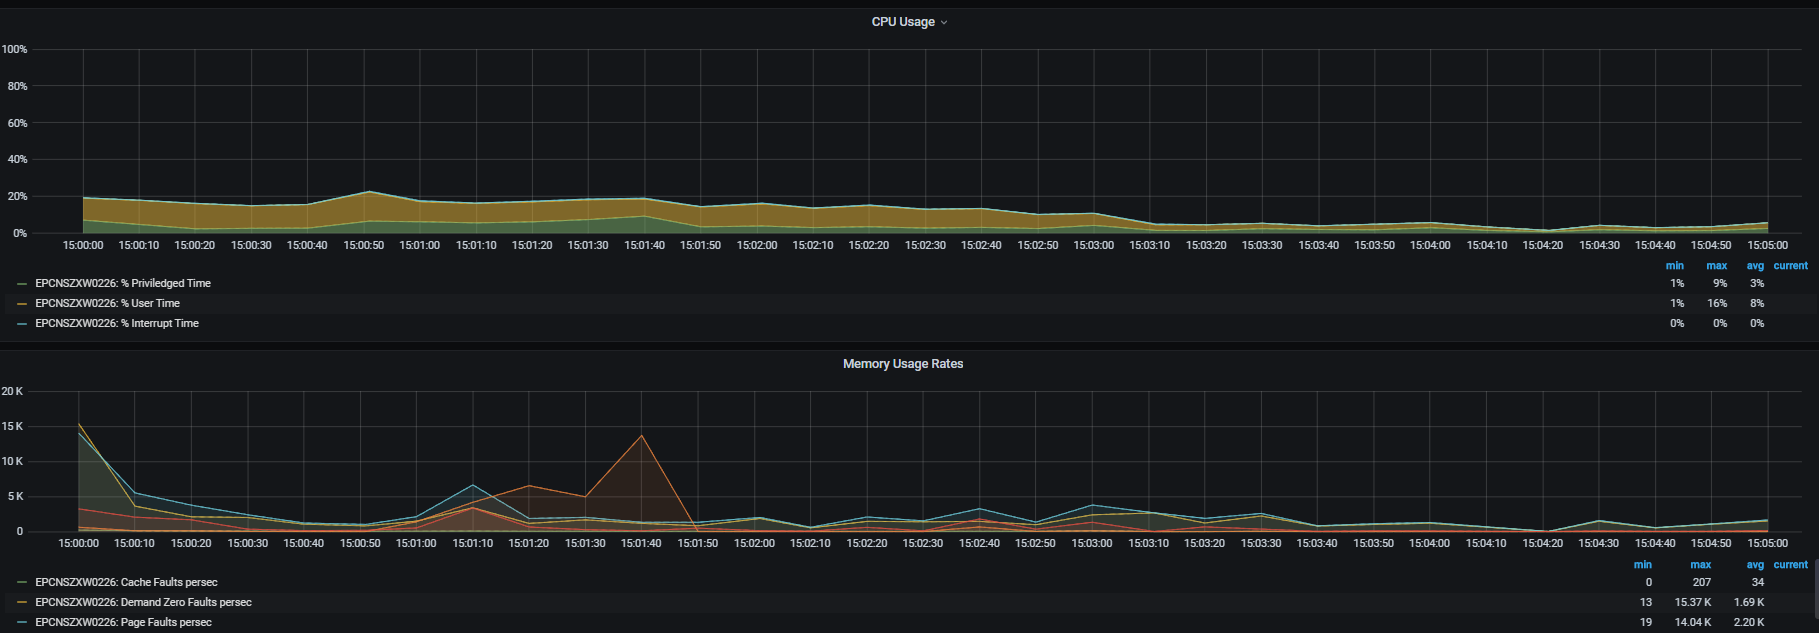 CPU Usage
100%
80%
60%
40%
20%
0%
15:00:00 15:00:10 15:00:20 15:00:30 15:00:40 15:00:50 15:01:00 15:01:10 15:01:20 15:01:30 15:01:40 15:01:50 15:02:00 15:02:10 15:02:20 15:02:30 15:02:40 15:02:50 15:03:00 15:03:10 15:03:20 15:03:30 15:03:40 15:03:50 15:04:00 15:04:10 15:04:20 15:04:30 15:04:40 15:04:50 15:05:00
min max avg current
EPCNSZXW0226: % Priviledged Time 1% 9% 3%
EPCNSZXW0226: % User Time 1% 16% 8%
EPCNSZXW0226: % Interrupt Time 0% 0% 0%
Memory Usage Rates
20 K
15 K
10 K
5 K
0
15:00:00 15:00:10 15:00:20 15:00:30 15:00:40 15:00:50 15:01:00 15:01:10 15:01:20 15:01:30 15:01:40 15:01:50 15:02:00 15:02:10 15:02:20 15:02:30 15:02:40 15:02:50 15:03:00 15:03:10 15:03:20 15:03:30 15:03:40 15:03:50 15:04:00 15:04:10 15:04:20 15:04:30 15:04:40 15:04:50 15:05:00
min max avg current
EPCNSZXW0226: Cache Faults persec 0 207 34
EPCNSZXW0226: Demand Zero Faults persec 13 15.37 K 1.69 K
EPCNSZXW0226: Page Faults persec 19 14.04 K 2.20 K